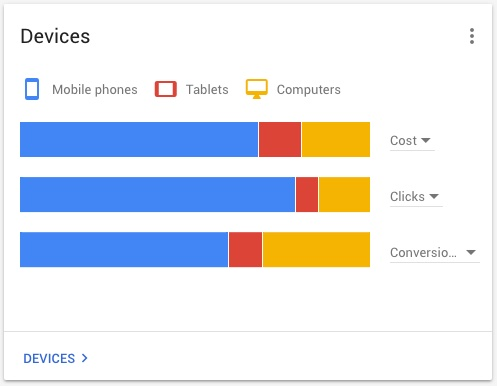 Devices
Mobile phones Tablets Computers
Cost
Clicks
Conversio...
DEVICES